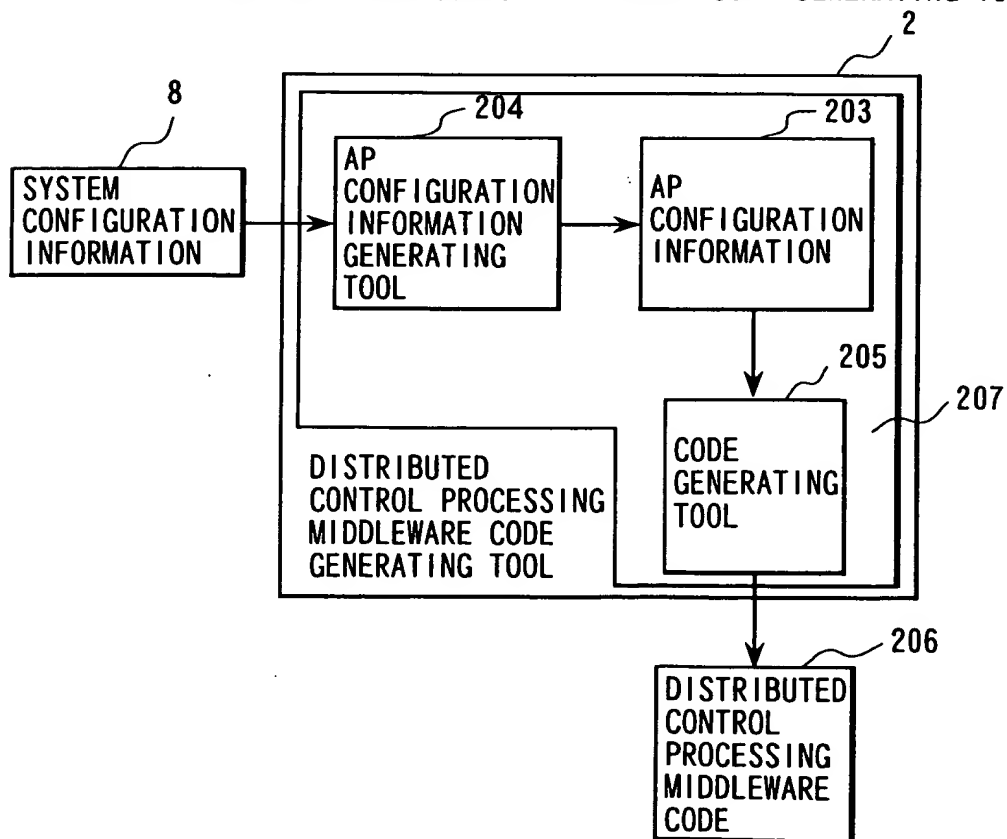 2
8
204
203
SYSTEM
CONFIGURATION
INFORMATION
AP
CONFIGURATION
INFORMATION
GENERATING
TOOL
AP
CONFIGURATION
INFORMATION
205
207
CODE
GENERATING
TOOL
DISTRIBUTED
CONTROL PROCESSING
MIDDLEWARE CODE
GENERATING TOOL
206
DISTRIBUTED
CONTROL
PROCESSING
MIDDLEWARE
CODE